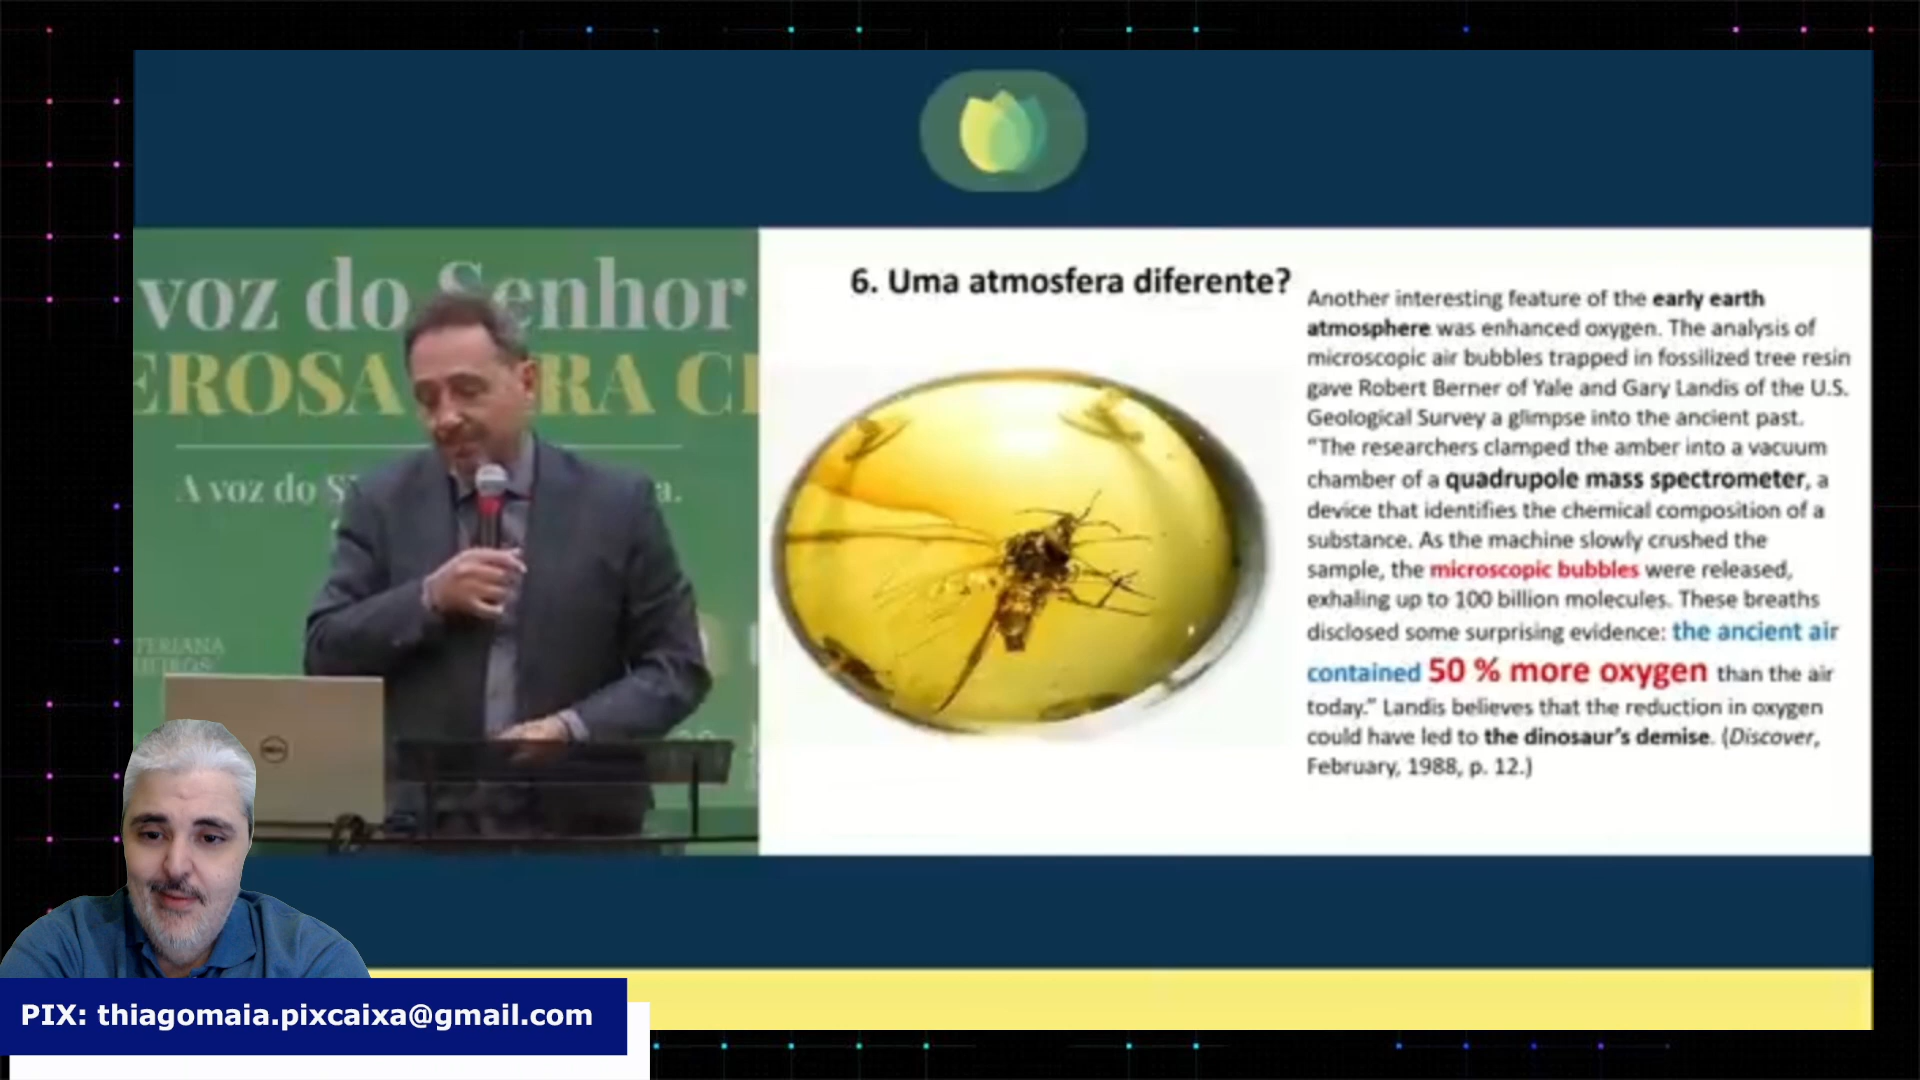 voz do Senhor
EROSA
RA C
A voz do S
a.
TERIANA
6. Uma atmosfera diferente?
Another interesting feature of the early earth
atmosphere was enhanced oxygen. The analysis of
microscopic air bubbles trapped in fossilized tree resin
gave Robert Berner of Yale and Gary Landis of the U.S.
Geological Survey a glimpse into the ancient past.
"The researchers clamped the amber into a vacuum
chamber of a quadrupole mass spectrometer, a
device that identifies the chemical composition of a
substance. As the machine slowly crushed the
sample, the microscopic bubbles were released,
exhaling up to 100 billion molecules. These breaths
disclosed some surprising evidence: the ancient air
contained 50 % more oxygen than the air
today." Landis believes that the reduction in oxygen
could have led to the dinosaur's demise. (Discover,
February, 1988, p. 12.)
PIX: thiagomaia.pixcaixa@gmail.com